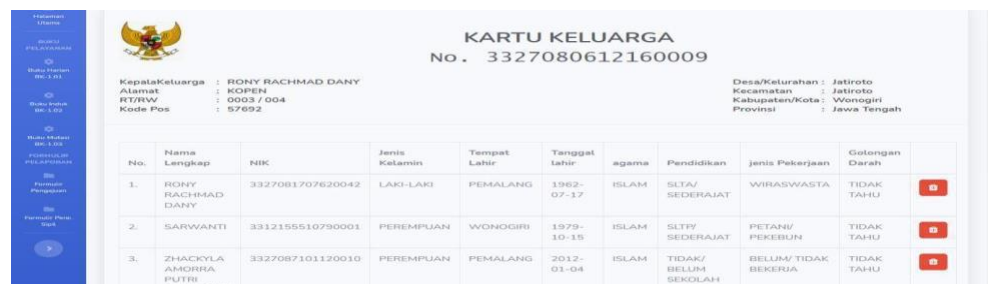 Halaman
Utama
BUKU
PELAYANAN
Buku Harian
BK-1.01
Buku Induk
BK-1.02
Buku Mutasi
BK-1.03
FORMULIR
PELAPORAN
Formulir
Pengajuan
Formulir
KARTU KELUARGA
No. 3327080612160009
KepalaKeluarga : RONY RACHMAD DANY
Alamat : KOPEN
RT/RW : 0003 / 004
Kode Pos : 57692
Desa/Kelurahan : Jatiroto
Kecamatan : Jatiroto
Kabupaten/Kota : Wonogiri
Provinsi : Jawa Tengah
No. Nama Lengkap NIK Jenis Kelamin Tempat Lahir Tanggal lahir agama Pendidikan jenis Pekerjaan Golongan Darah
1. RONY RACHMAD DANY 3327081707620042 LAKI-LAKI PEMALANG 1962-07-17 ISLAM SLTA/ SEDERAJAT WIRASWASTA TIDAK TAHU
2. SARWANTI 3312155510790001 PEREMPUAN WONOGIRI 1979-10-15 ISLAM SLTP/ SEDERAJAT PETANI/ PEKEBUN TIDAK TAHU
3. ZHACKYLA AMORRA PUTRI 3327087101120010 PEREMPUAN PEMALANG 2012-01-04 ISLAM TIDAK/ BELUM SEKOLAH BELUM/ TIDAK BEKERJA TIDAK TAHU